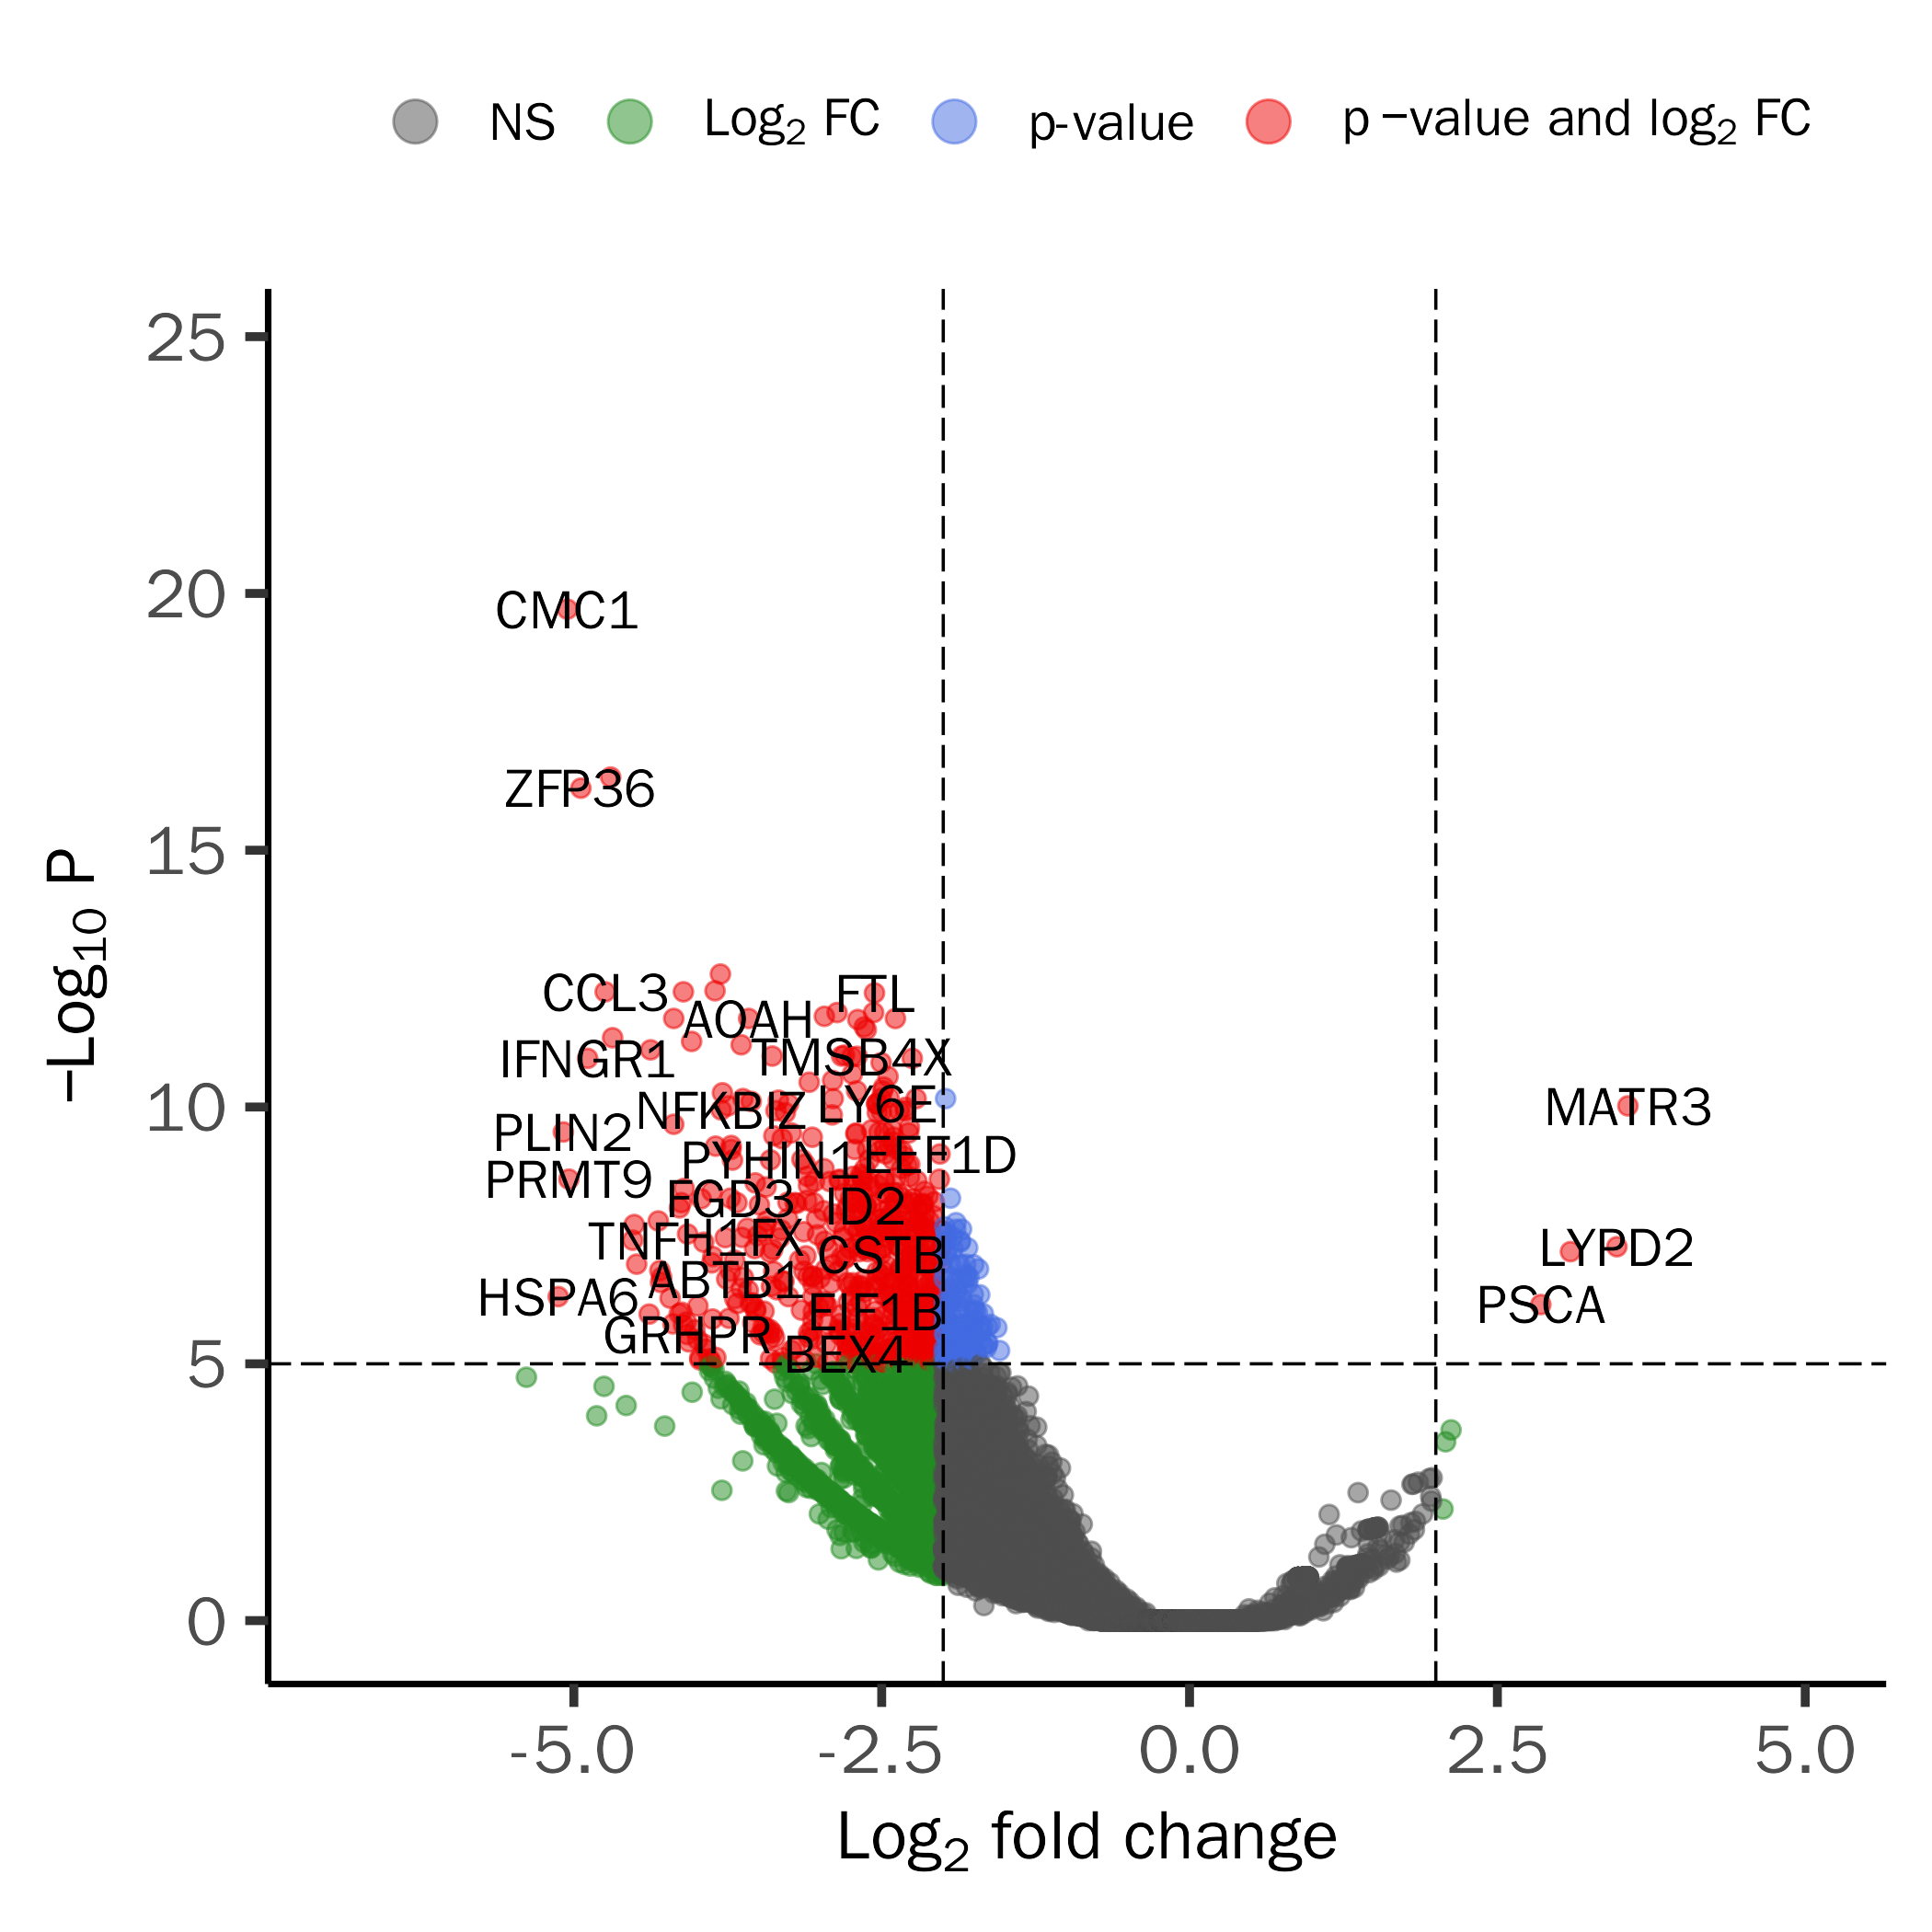 NS Log2 FC p-value p −value and log2 FC
25
20
15
10
5
0
−Log10 P
CMC1
ZFP36
CCL3
FTL
AOAH
IFNGR1
TMSB4X
NFKBIZ
LY6E
MATR3
PLIN2
PYHIN1
EEF1D
PRMT9
FGD3
ID2
TNF
H1FX
CSTB
LYPD2
ABTB1
HSPA6
EIF1B
PSCA
GRHPR
BEX4
-5.0 -2.5 0.0 2.5 5.0
Log2 fold change